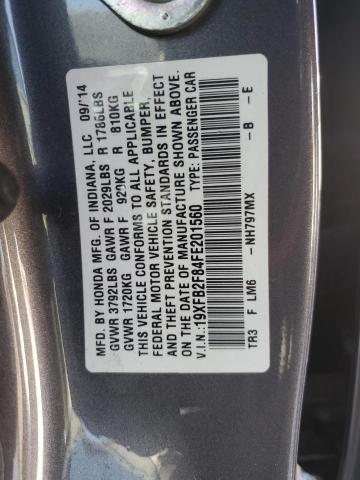 MFD. BY HONDA MFG. OF INDIANA, LLC 09/14
GVWR 3792LBS GAWR F 2029LBS R 1786LBS
GVWR 1720KG GAWR F 920KG R 810KG
THIS VEHICLE CONFORMS TO ALL APPLICABLE
FEDERAL MOTOR VEHICLE SAFETY, BUMPER,
AND THEFT PREVENTION STANDARDS IN EFFECT
ON THE DATE OF MANUFACTURE SHOWN ABOVE.
V.I.N.: 19XFB2F84FE201560 TYPE: PASSENGER CAR
TR3 F LM6 -NH797MX -B -E